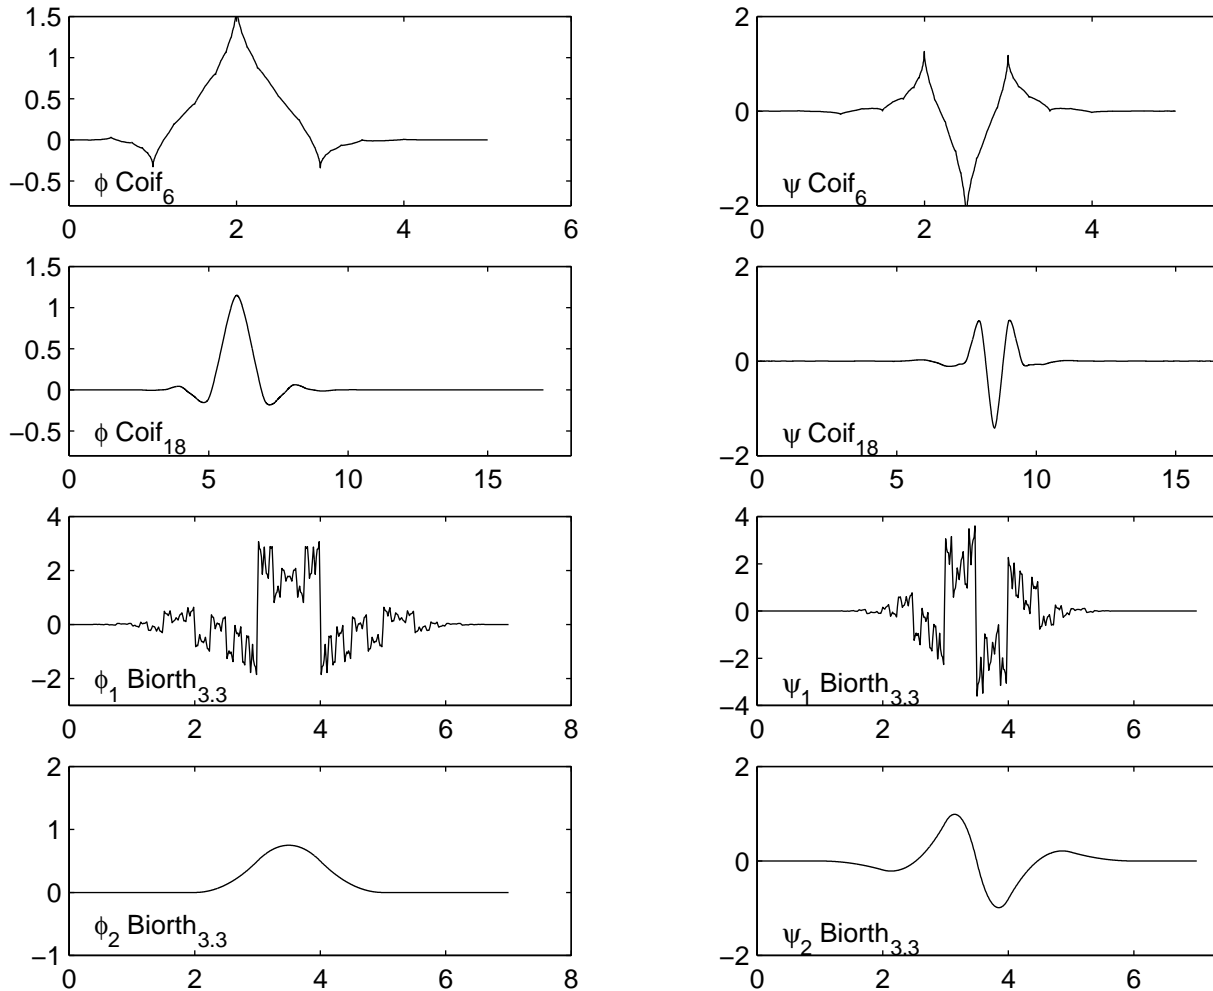 1.5
1
0.5
0
−0.5
0 2 4 6
ϕ Coif₆
2
0
−2
0 2 4
ψ Coif₆
1.5
1
0.5
0
−0.5
0 5 10 15
ϕ Coif₁₈
2
0
−2
0 5 10 15
ψ Coif₁₈
4
2
0
−2
0 2 4 6 8
ϕ₁ Biorth₃.₃
4
2
0
−2
−4
0 2 4 6
ψ₁ Biorth₃.₃
2
1
0
−1
0 2 4 6 8
ϕ₂ Biorth₃.₃
2
0
−2
0 2 4 6
ψ₂ Biorth₃.₃